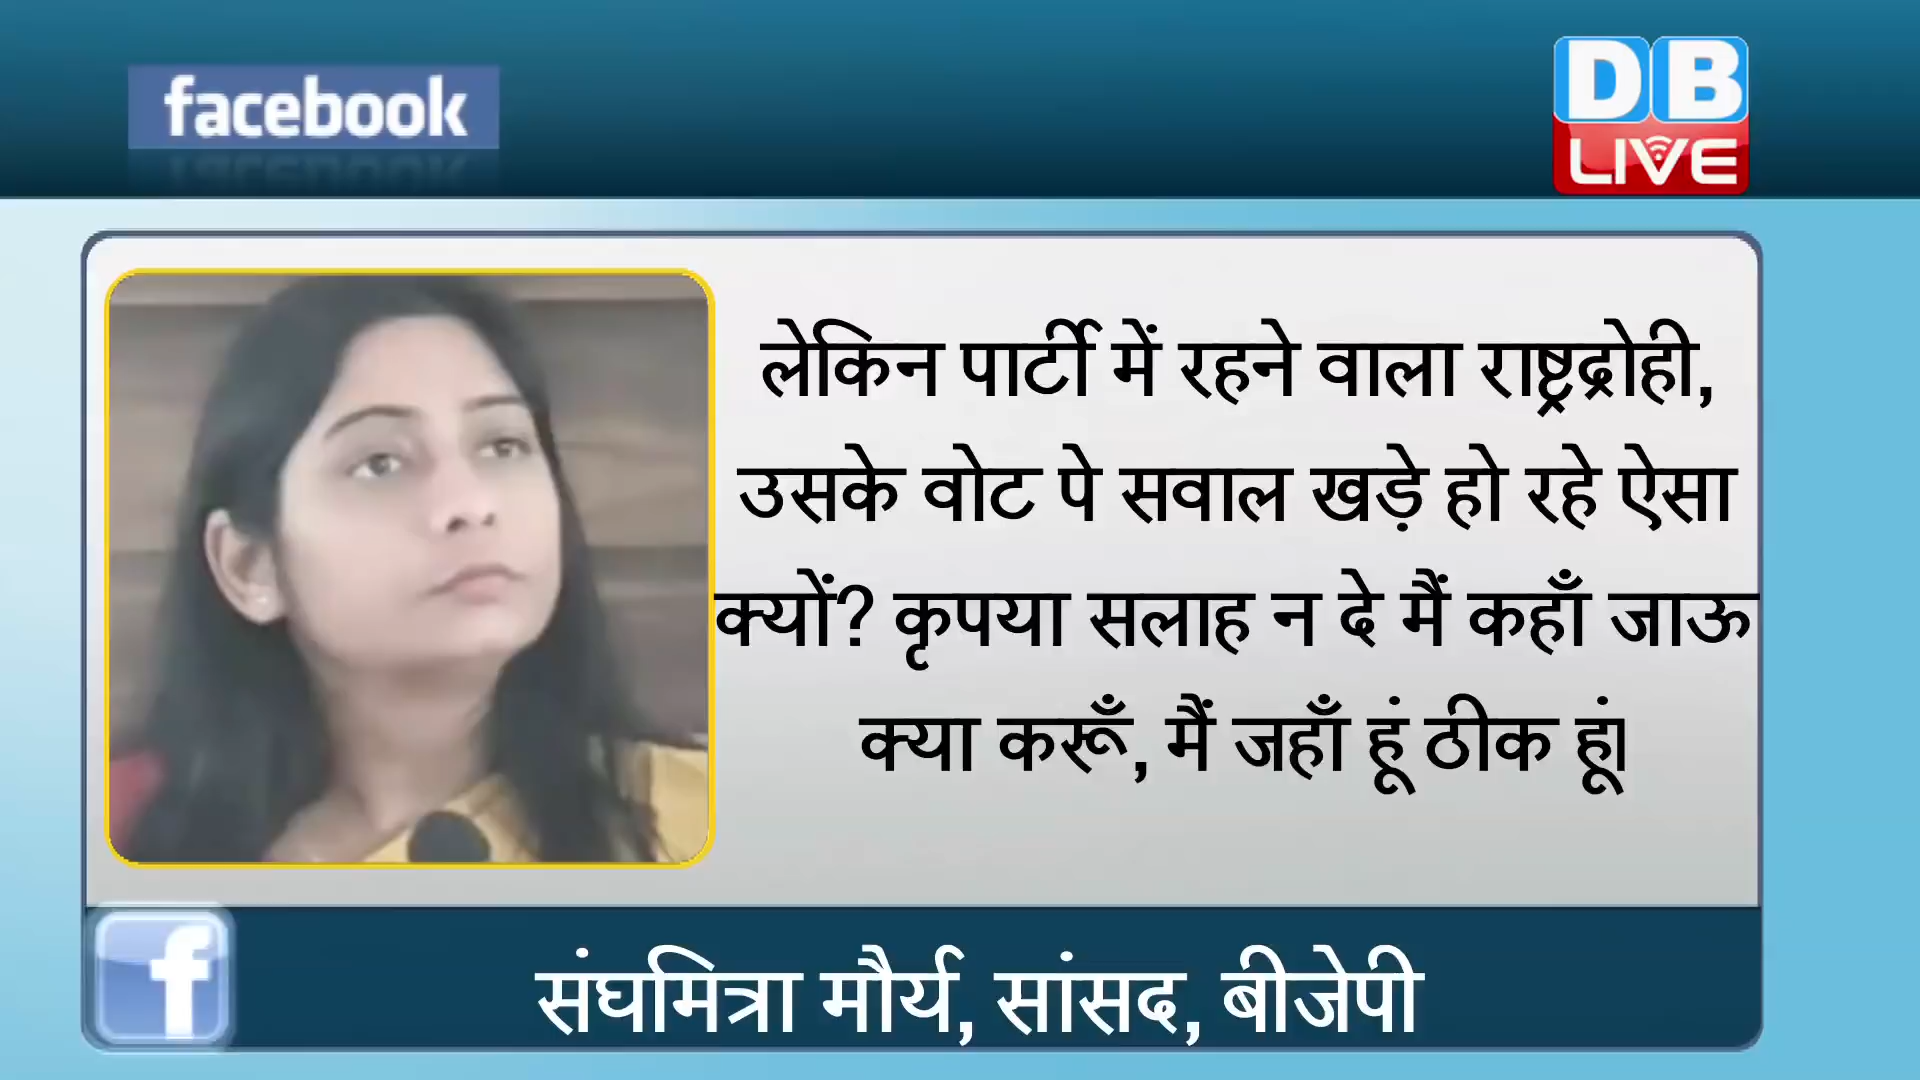 facebook
DB
LIVE
लेकिन पार्टी में रहने वाला राष्ट्रद्रोही,
उसके वोट पे सवाल खड़े हो रहे ऐसा
क्यों? कृपया सलाह न दे मैं कहाँ जाऊ
क्या करूँ, मैं जहाँ हूं ठीक हूं।
f
संघमित्रा मौर्य, सांसद, बीजेपी